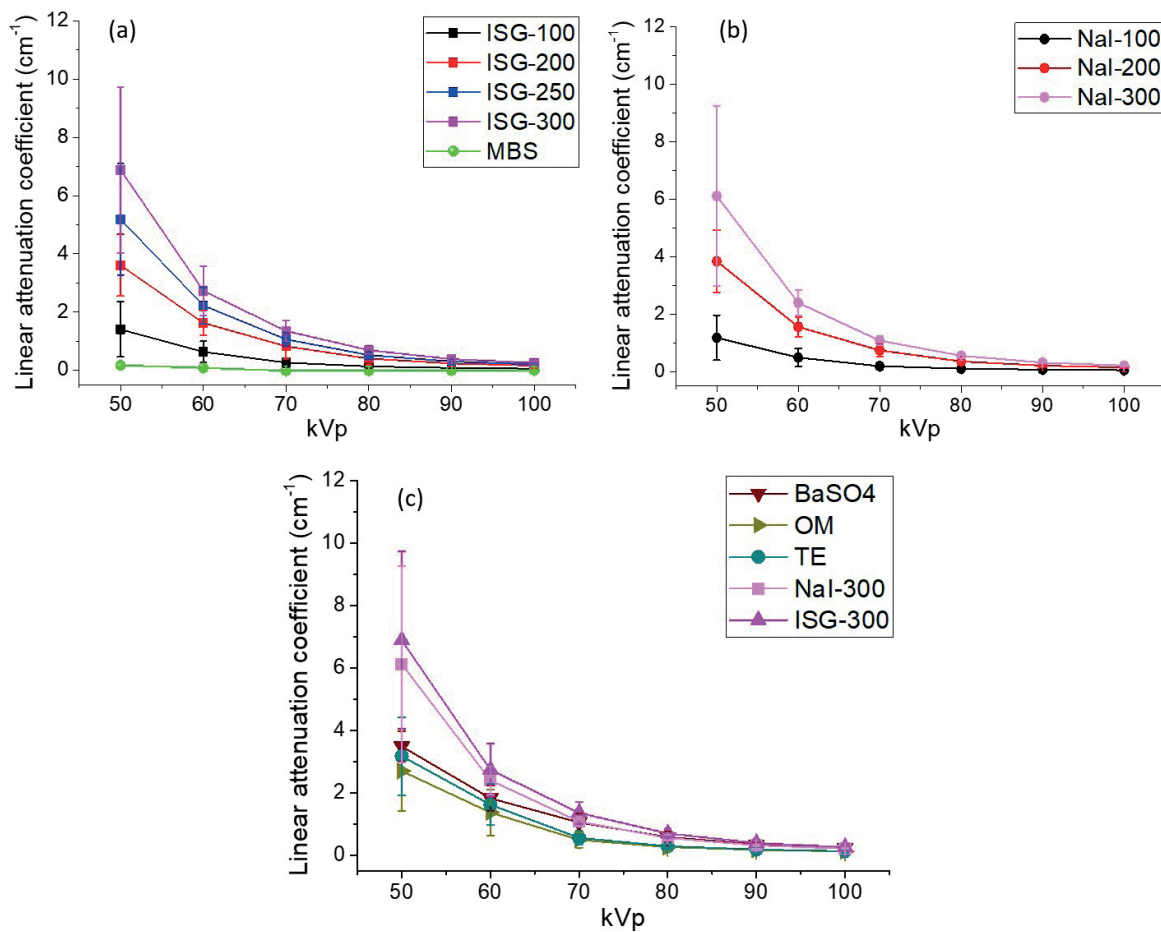 (a)
Linear attenuation coefficient (cm⁻¹)
12
10
8
6
4
2
0
50 60 70 80 90 100
kVp
ISG-100
ISG-200
ISG-250
ISG-300
MBS
(b)
Linear attenuation coefficient (cm⁻¹)
12
10
8
6
4
2
0
50 60 70 80 90 100
kVp
NaI-100
NaI-200
NaI-300
(c)
Linear attenuation coefficient (cm⁻¹)
12
10
8
6
4
2
0
50 60 70 80 90 100
kVp
BaSO4
OM
TE
NaI-300
ISG-300